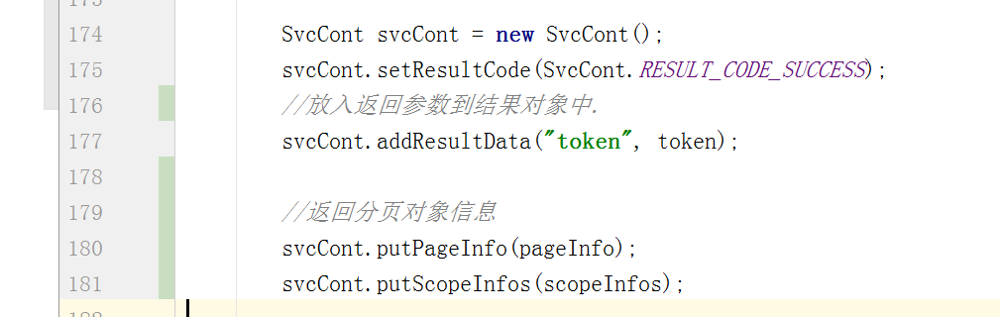 174 SvcCont svcCont = new SvcCont();
175 svcCont.setResultCode(SvcCont.RESULT_CODE_SUCCESS);
176 //放入返回参数到结果对象中.
177 svcCont.addResultData("token", token);
178
179 //返回分页对象信息
180 svcCont.putPageInfo(pageInfo);
181 svcCont.putScopeInfos(scopeInfos);